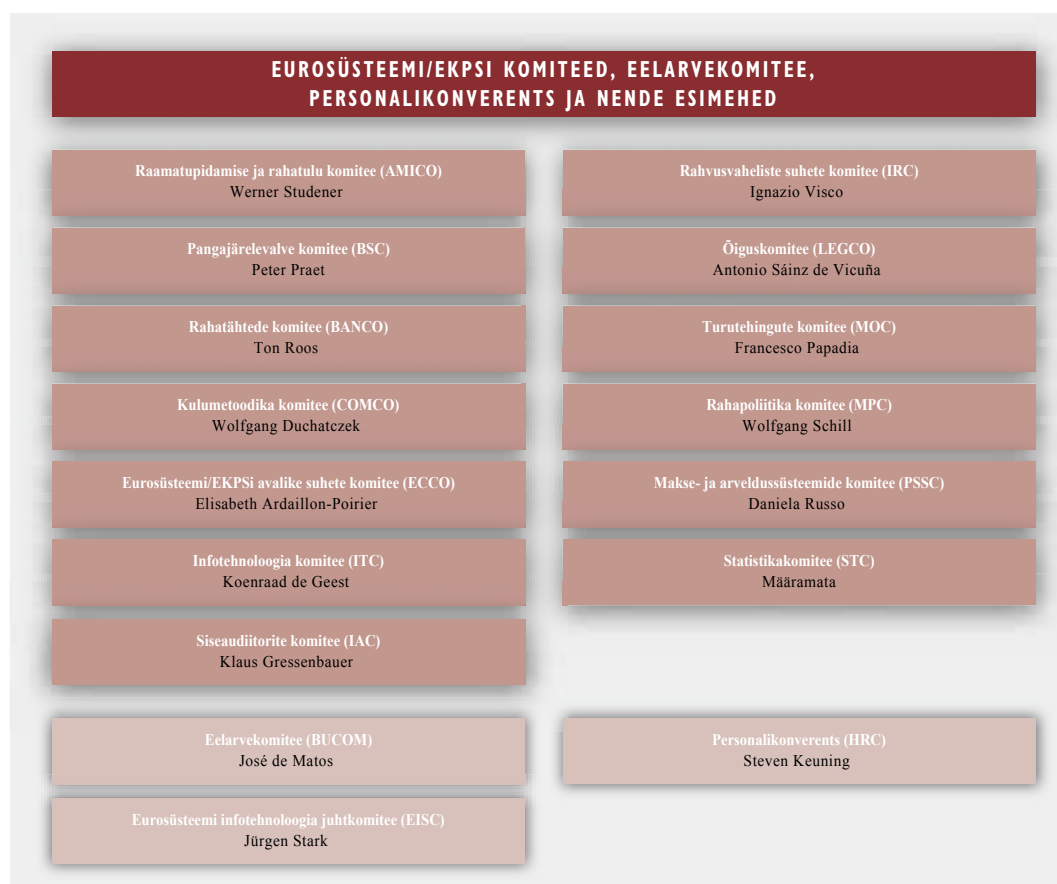 EUROSÜSTEEMI/EKPSI KOMITEED, EELARVEKOMITEE,
PERSONALIKONVERENTS JA NENDE ESIMEHED
Raamatupidamise ja rahatulu komitee (AMICO)
Werner Studener
Pangajärelevalve komitee (BSC)
Peter Praet
Rahatähtede komitee (BANCO)
Ton Roos
Kulumetoodika komitee (COMCO)
Wolfgang Duchatczek
Eurosüsteemi/EKPSi avalike suhete komitee (ECCO)
Elisabeth Ardaillon-Poirier
Infotehnoloogia komitee (ITC)
Koenraad de Geest
Siseaudiitorite komitee (IAC)
Klaus Gressenbauer
Rahvusvaheliste suhete komitee (IRC)
Ignazio Visco
Õiguskomitee (LEGCO)
Antonio Sáinz de Vicuña
Turutehingute komitee (MOC)
Francesco Papadia
Rahapoliitika komitee (MPC)
Wolfgang Schill
Makse- ja arveldussüsteemide komitee (PSSC)
Daniela Russo
Statistikakomitee (STC)
Määramata
Eelarvekomitee (BUCOM)
José de Matos
Eurosüsteemi infotehnoloogia juhtkomitee (EISC)
Jürgen Stark
Personalikonverents (HRC)
Steven Keuning